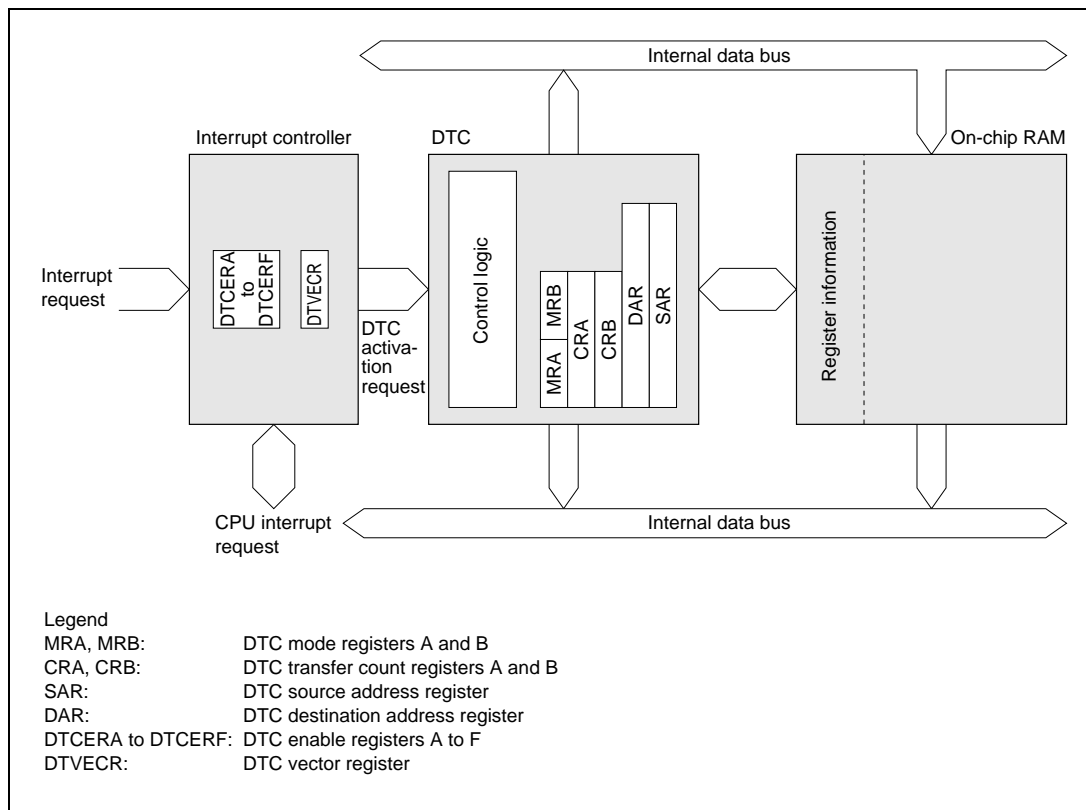 Internal data bus
Interrupt controller
DTC
On-chip RAM
Interrupt
request
DTCERA
to
DTCERF
DTVECR
DTC
activa-
tion
request
Control logic
MRA
MRB
CRA
CRB
DAR
SAR
Register information
CPU interrupt
request
Internal data bus
Legend
MRA, MRB: DTC mode registers A and B
CRA, CRB: DTC transfer count registers A and B
SAR: DTC source address register
DAR: DTC destination address register
DTCERA to DTCERF: DTC enable registers A to F
DTVECR: DTC vector register